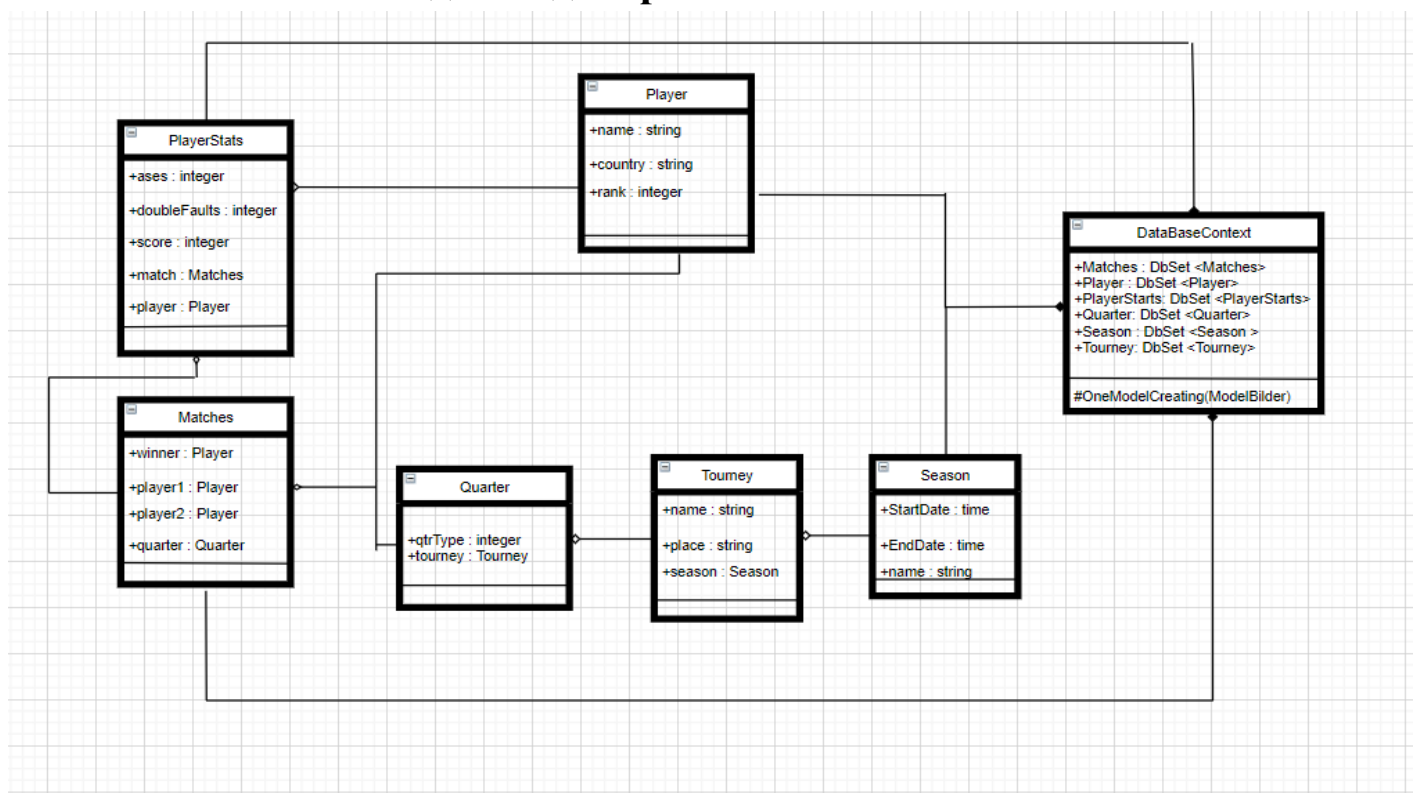 Player
+name : string
+country : string
+rank : integer
PlayerStats
+ases : integer
+doubleFaults : integer
+score : integer
+match : Matches
+player : Player
DataBaseContext
+Matches : DbSet <Matches>
+Player : DbSet <Player>
+PlayerStarts: DbSet <PlayerStarts>
+Quarter: DbSet <Quarter>
+Season : DbSet <Season >
+Tourney: DbSet <Tourney>
#OneModelCreating(ModelBilder)
Matches
+winner : Player
+player1 : Player
+player2 : Player
+quarter : Quarter
Quarter
+qtrType : integer
+tourney : Tourney
Tourney
+name : string
+place : string
+season : Season
Season
+StartDate : time
+EndDate : time
+name : string